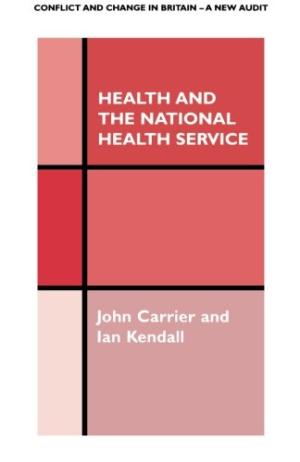 CONFLICT AND CHANGE IN BRITAIN – A NEW AUDIT
HEALTH AND
THE NATIONAL
HEALTH SERVICE
John Carrier and
Ian Kendall